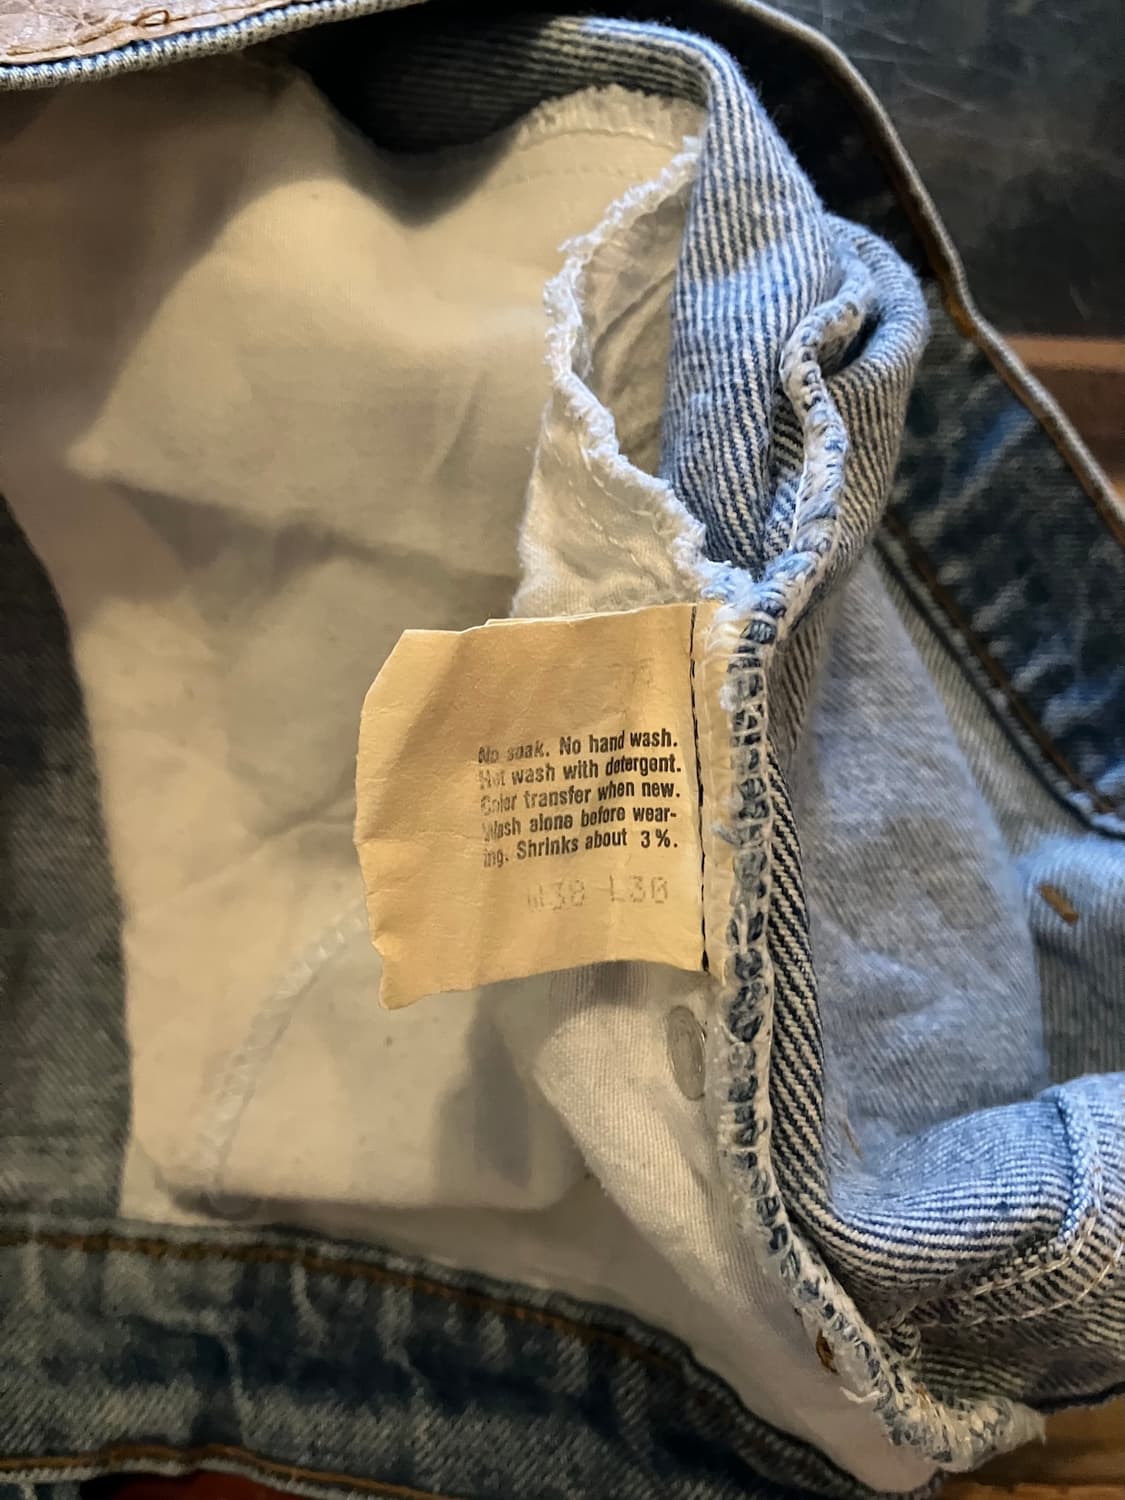 No soak. No hand wash.
Hot wash with detergent.
Color transfer when new.
Wash alone before wear-
ing. Shrinks about 3%.
W38 L30